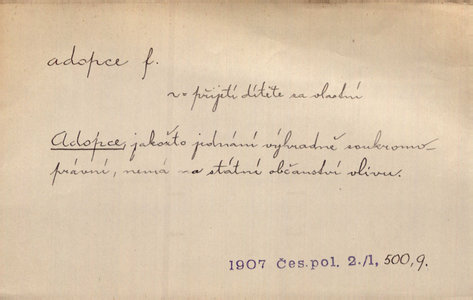 adopce f.
v = přijetí dítěte za vlastní
Adopce, jakožto jednání výhradně soukromo-
právní, nemá na státní občanství vlivu.
1907 Čes. pol. 2./1, 500, 9.